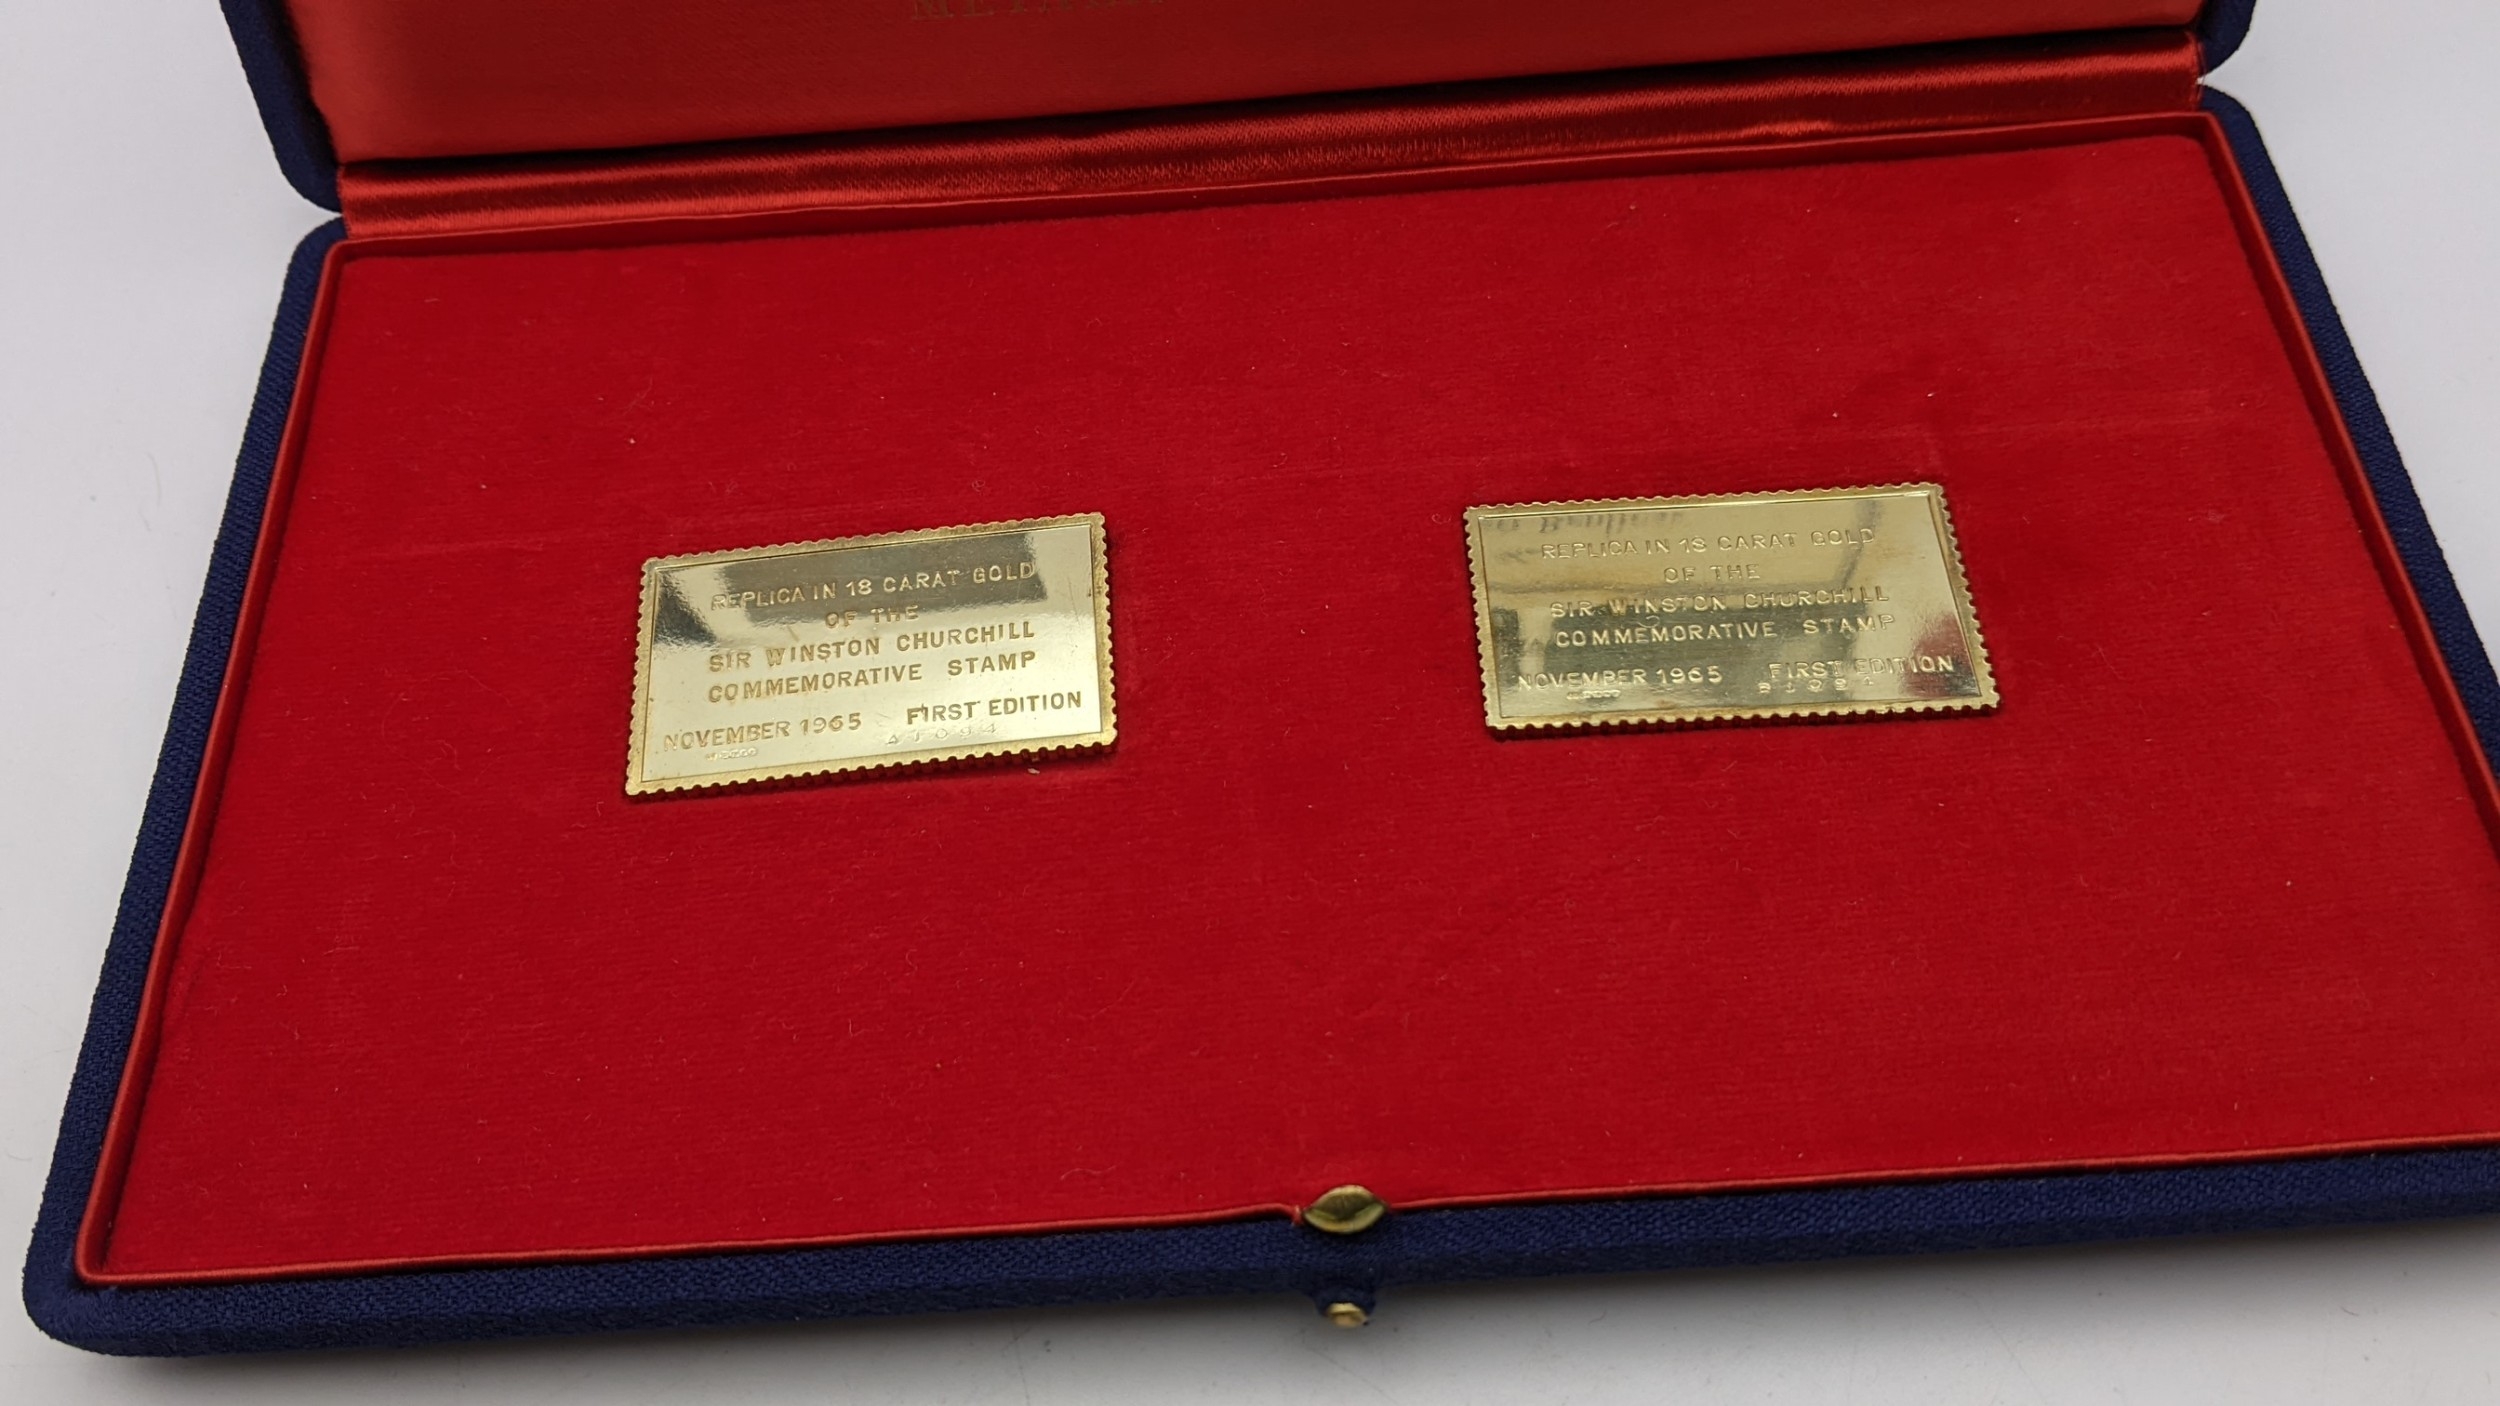 REPLICA IN 18 CARAT GOLD
OF THE
SIR WINSTON CHURCHILL
COMMEMORATIVE STAMP
NOVEMBER 1965 FIRST EDITION
A1094
REPLICA IN 18 CARAT GOLD
OF THE
SIR WINSTON CHURCHILL
COMMEMORATIVE STAMP
NOVEMBER 1965 FIRST EDITION